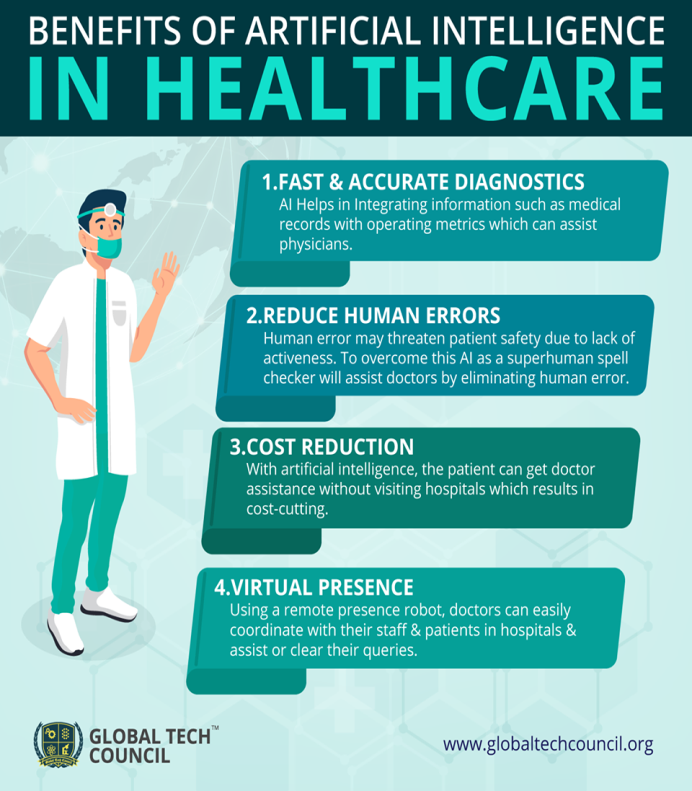 BENEFITS OF ARTIFICIAL INTELLIGENCE
IN HEALTHCARE
1.FAST & ACCURATE DIAGNOSTICS
AI Helps in Integrating information such as medical
records with operating metrics which can assist
physicians.
2.REDUCE HUMAN ERRORS
Human error may threaten patient safety due to lack of
activeness. To overcome this AI as a superhuman spell
checker will assist doctors by eliminating human error.
3.COST REDUCTION
With artificial intelligence, the patient can get doctor
assistance without visiting hospitals which results in
cost-cutting.
4.VIRTUAL PRESENCE
Using a remote presence robot, doctors can easily
coordinate with their staff & patients in hospitals &
assist or clear their queries.
GLOBAL TECH™
COUNCIL
www.globaltechcouncil.org